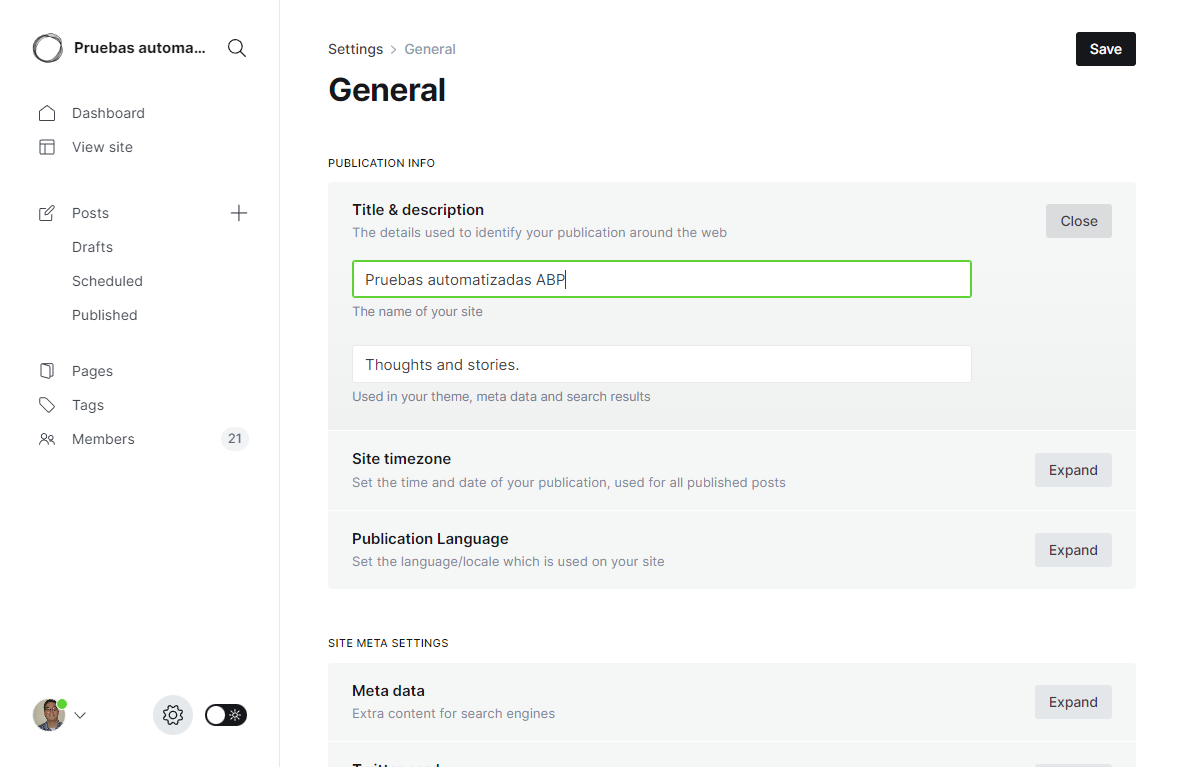 Pruebas automa...
Dashboard
View site
Posts
Drafts
Scheduled
Published
Pages
Tags
Members 21
Settings > General
Save
General
PUBLICATION INFO
Title & description
The details used to identify your publication around the web
Close
Pruebas automatizadas ABP
The name of your site
Thoughts and stories.
Used in your theme, meta data and search results
Site timezone
Set the time and date of your publication, used for all published posts
Expand
Publication Language
Set the language/locale which is used on your site
Expand
SITE META SETTINGS
Meta data
Extra content for search engines
Expand